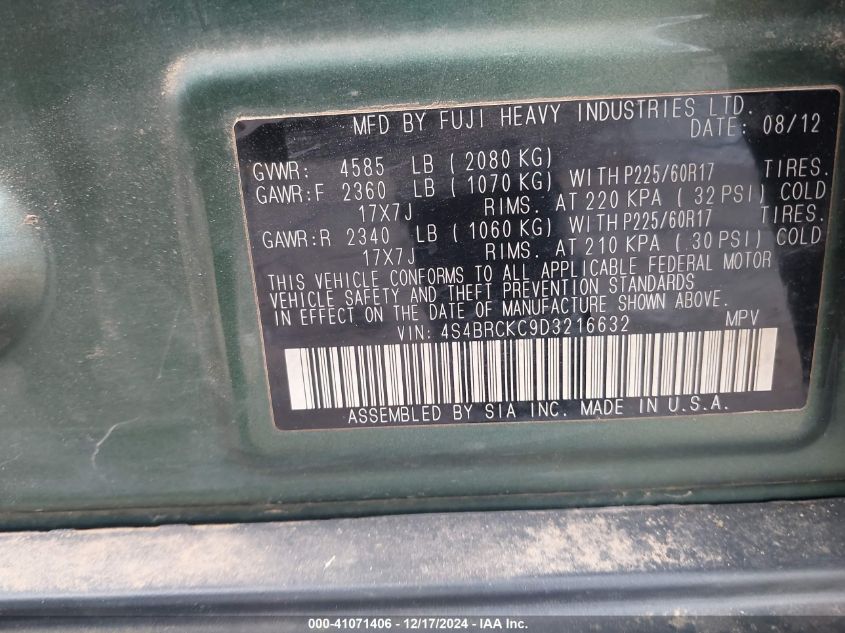 MFD BY FUJI HEAVY INDUSTRIES LTD.
DATE: 08/12
GVWR: 4585 LB ( 2080 KG)
GAWR:F 2360 LB ( 1070 KG) WITH P225/60R17 TIRES.
17X7J RIMS. AT 220 KPA ( 32 PSI) COLD
GAWR:R 2340 LB ( 1060 KG) WITH P225/60R17 TIRES.
17X7J RIMS. AT 210 KPA ( 30 PSI) COLD
THIS VEHICLE CONFORMS TO ALL APPLICABLE FEDERAL MOTOR
VEHICLE SAFETY AND THEFT PREVENTION STANDARDS
IN EFFECT ON THE DATE OF MANUFACTURE SHOWN ABOVE.
VIN: 4S4BRCKC9D3216632 MPV
ASSEMBLED BY SIA INC. MADE IN U.S.A.
000-41071406 - 12/17/2024 - IAA Inc.